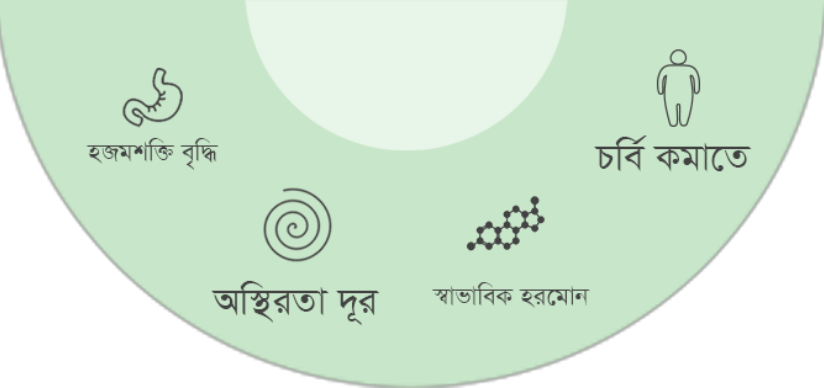 হজমশক্তি বৃদ্ধি
চর্বি কমাতে
অস্থিরতা দূর
স্বাভাবিক হরমোন